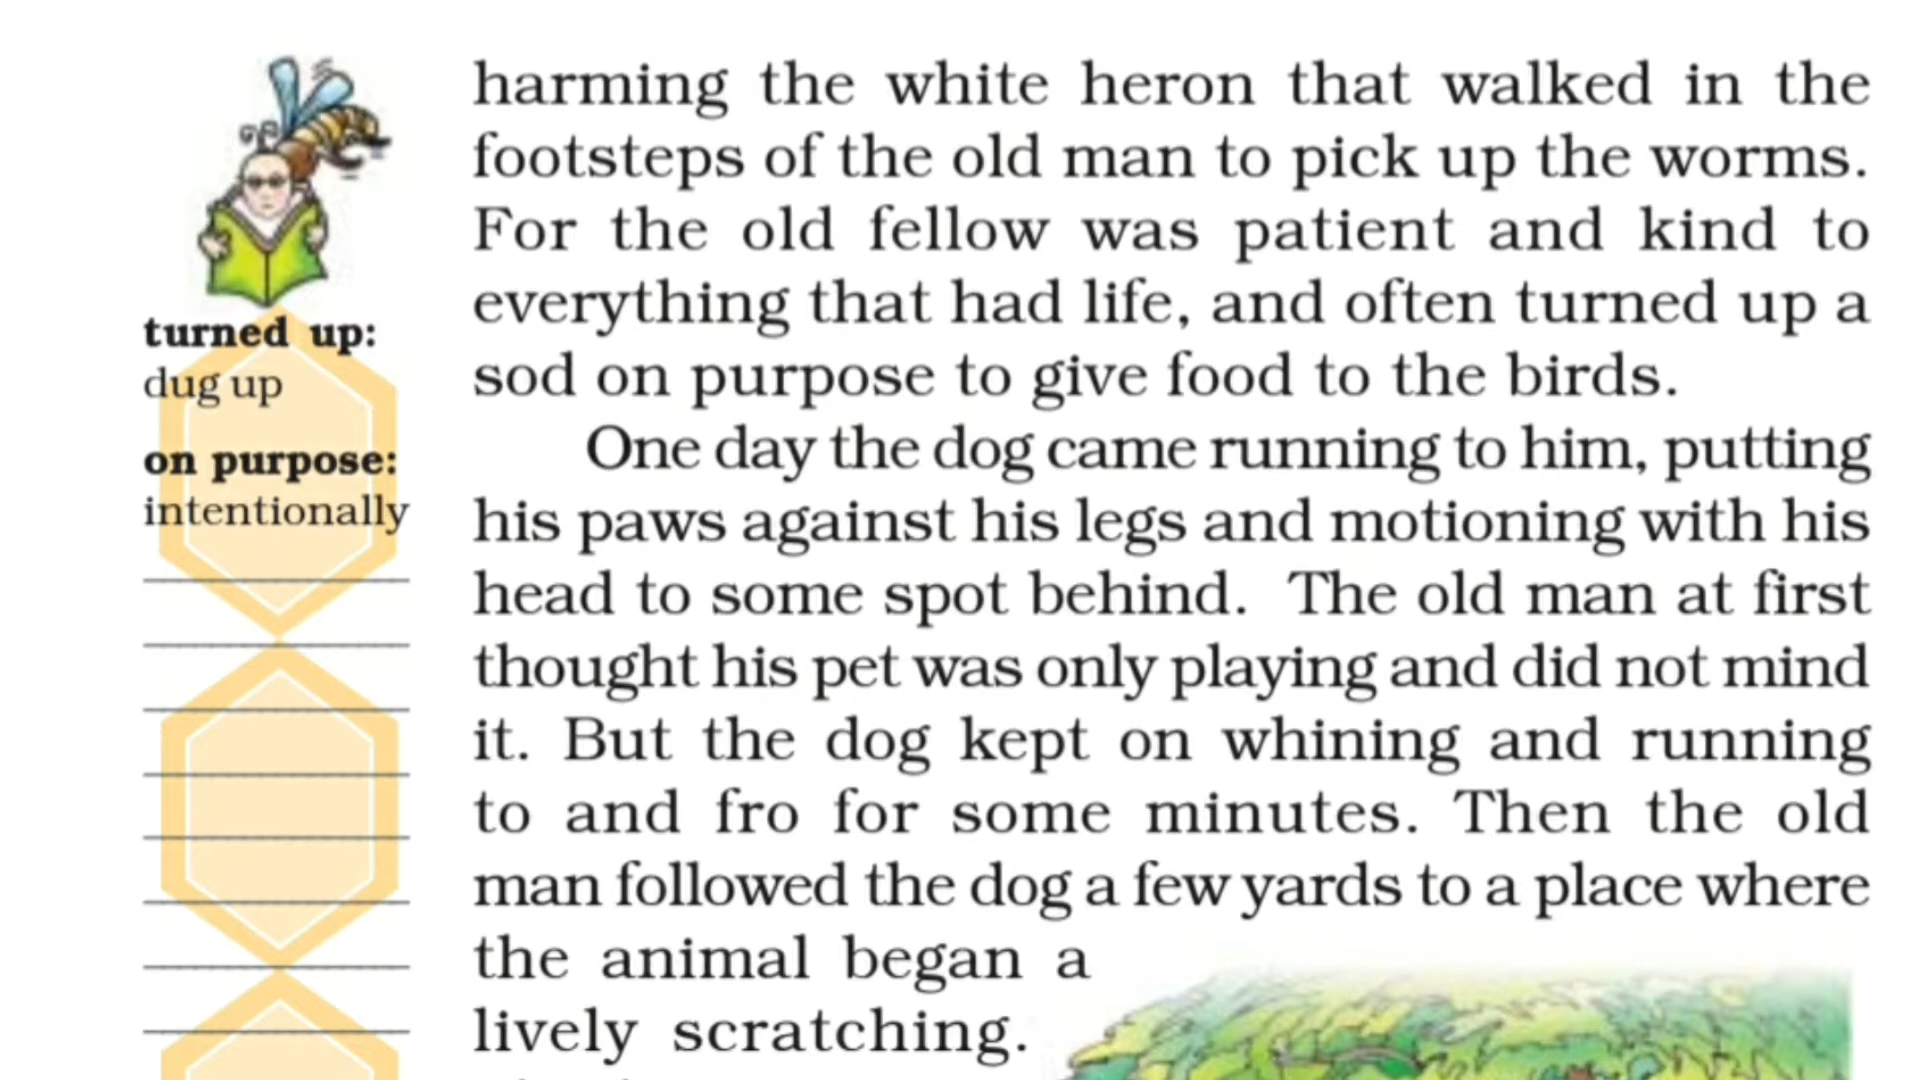 turned up:
dug up
on purpose:
intentionally
harming the white heron that walked in the
footsteps of the old man to pick up the worms.
For the old fellow was patient and kind to
everything that had life, and often turned up a
sod on purpose to give food to the birds.
One day the dog came running to him, putting
his paws against his legs and motioning with his
head to some spot behind. The old man at first
thought his pet was only playing and did not mind
it. But the dog kept on whining and running
to and fro for some minutes. Then the old
man followed the dog a few yards to a place where
the animal began a
lively scratching.